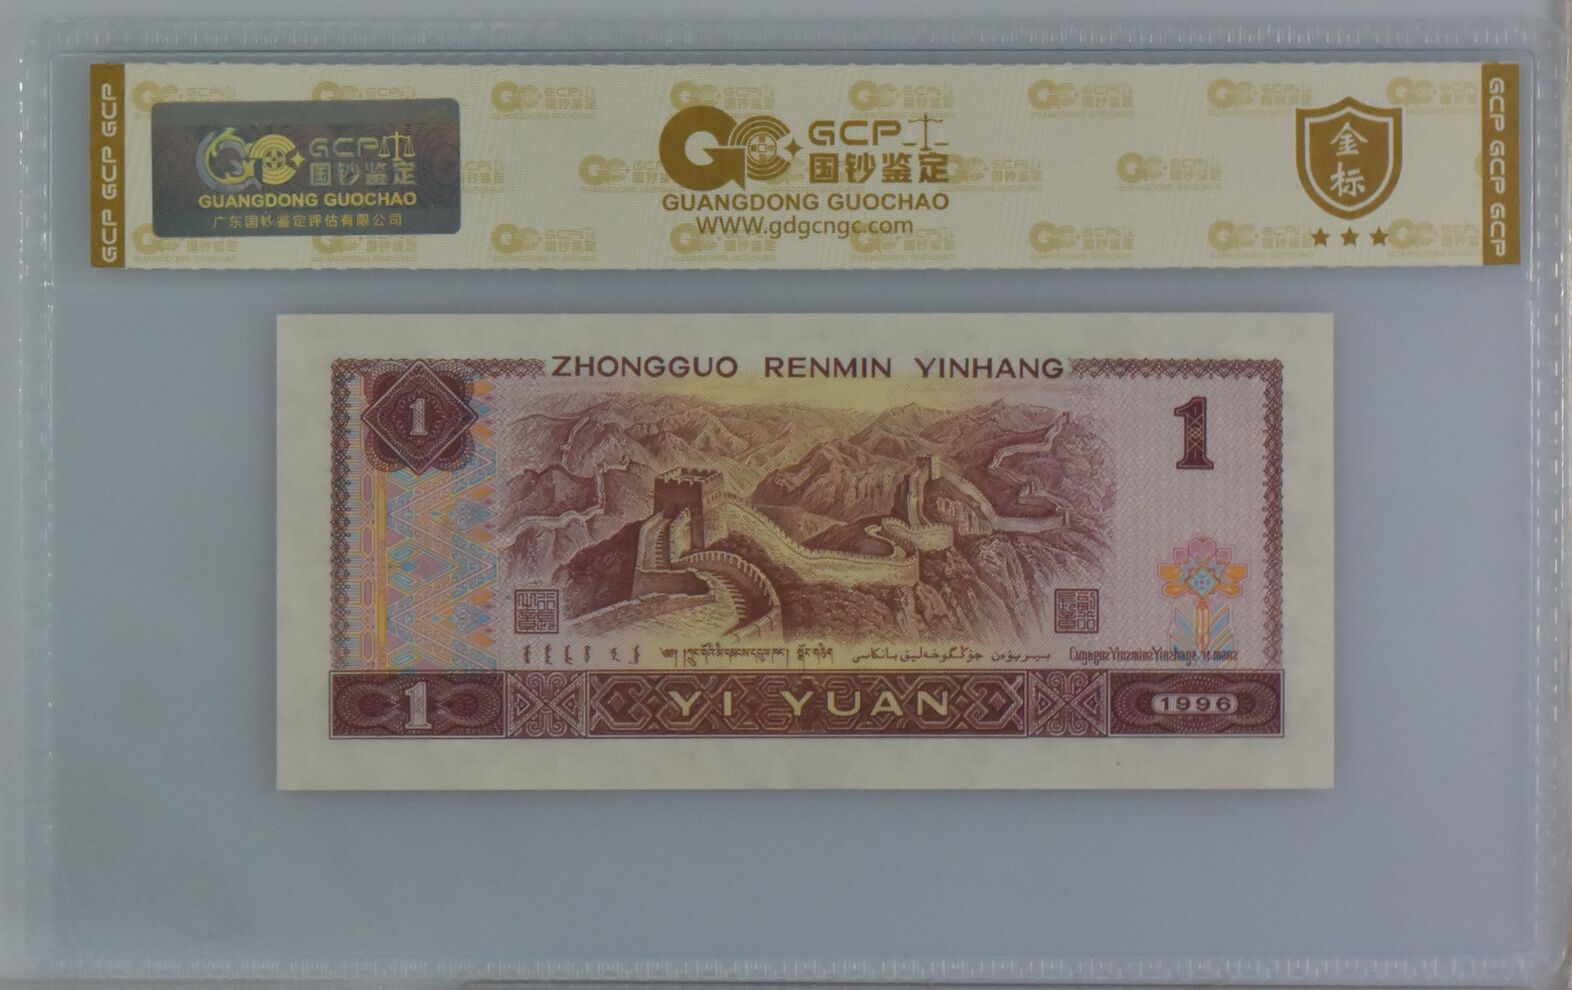 GCP GCP GCP
GCP
国钞鉴定
GUANGDONG GUOCHAO
广东国钞鉴定评估有限公司
GCP
国钞鉴定
GUANGDONG GUOCHAO
WWW.gdgcngc.com
金标
GCP GCP GCP
ZHONGGUO RENMIN YINHANG
1
1
1
YI YUAN
1996